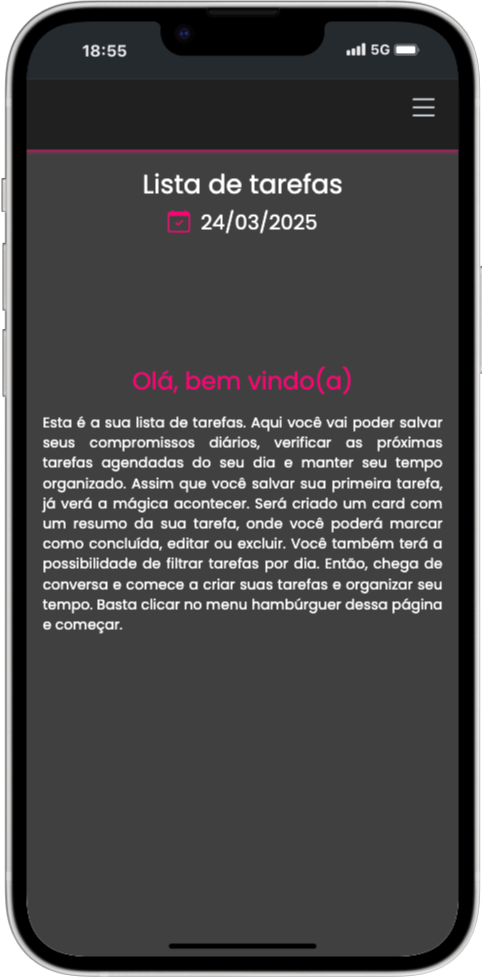 18:55
5G
Lista de tarefas
24/03/2025
Olá, bem vindo(a)
Esta é a sua lista de tarefas. Aqui você vai poder salvar
seus compromissos diários, verificar as próximas
tarefas agendadas do seu dia e manter seu tempo
organizado. Assim que você salvar sua primeira tarefa,
já verá a mágica acontecer. Será criado um card com
um resumo da sua tarefa, onde você poderá marcar
como concluída, editar ou excluir. Você também terá a
possibilidade de filtrar tarefas por dia. Então, chega de
conversa e comece a criar suas tarefas e organizar seu
tempo. Basta clicar no menu hambúrguer dessa página
e começar.